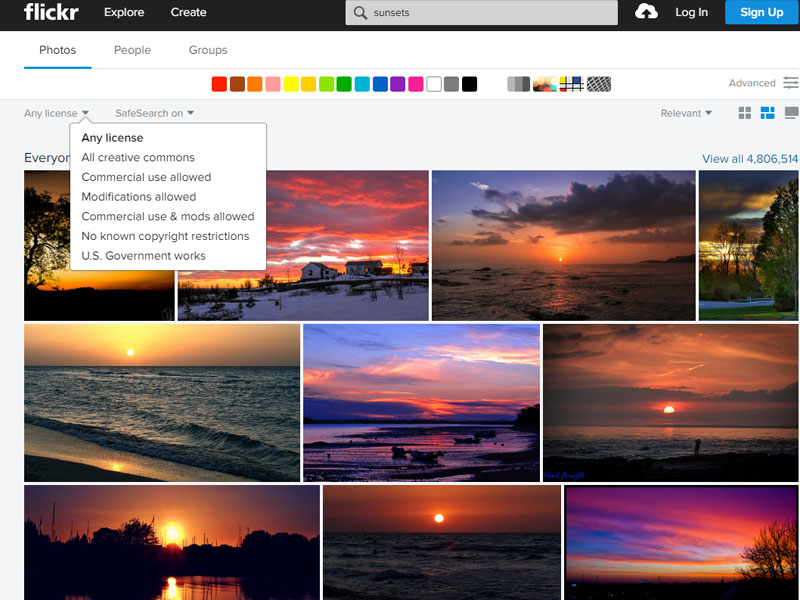 flickr Explore Create sunsets Log In Sign Up
Photos People Groups
Advanced
Any license SafeSearch on Relevant
Any license
All creative commons
Commercial use allowed
Modifications allowed
Commercial use & mods allowed
No known copyright restrictions
U.S. Government works
Everyon View all 4,806,514